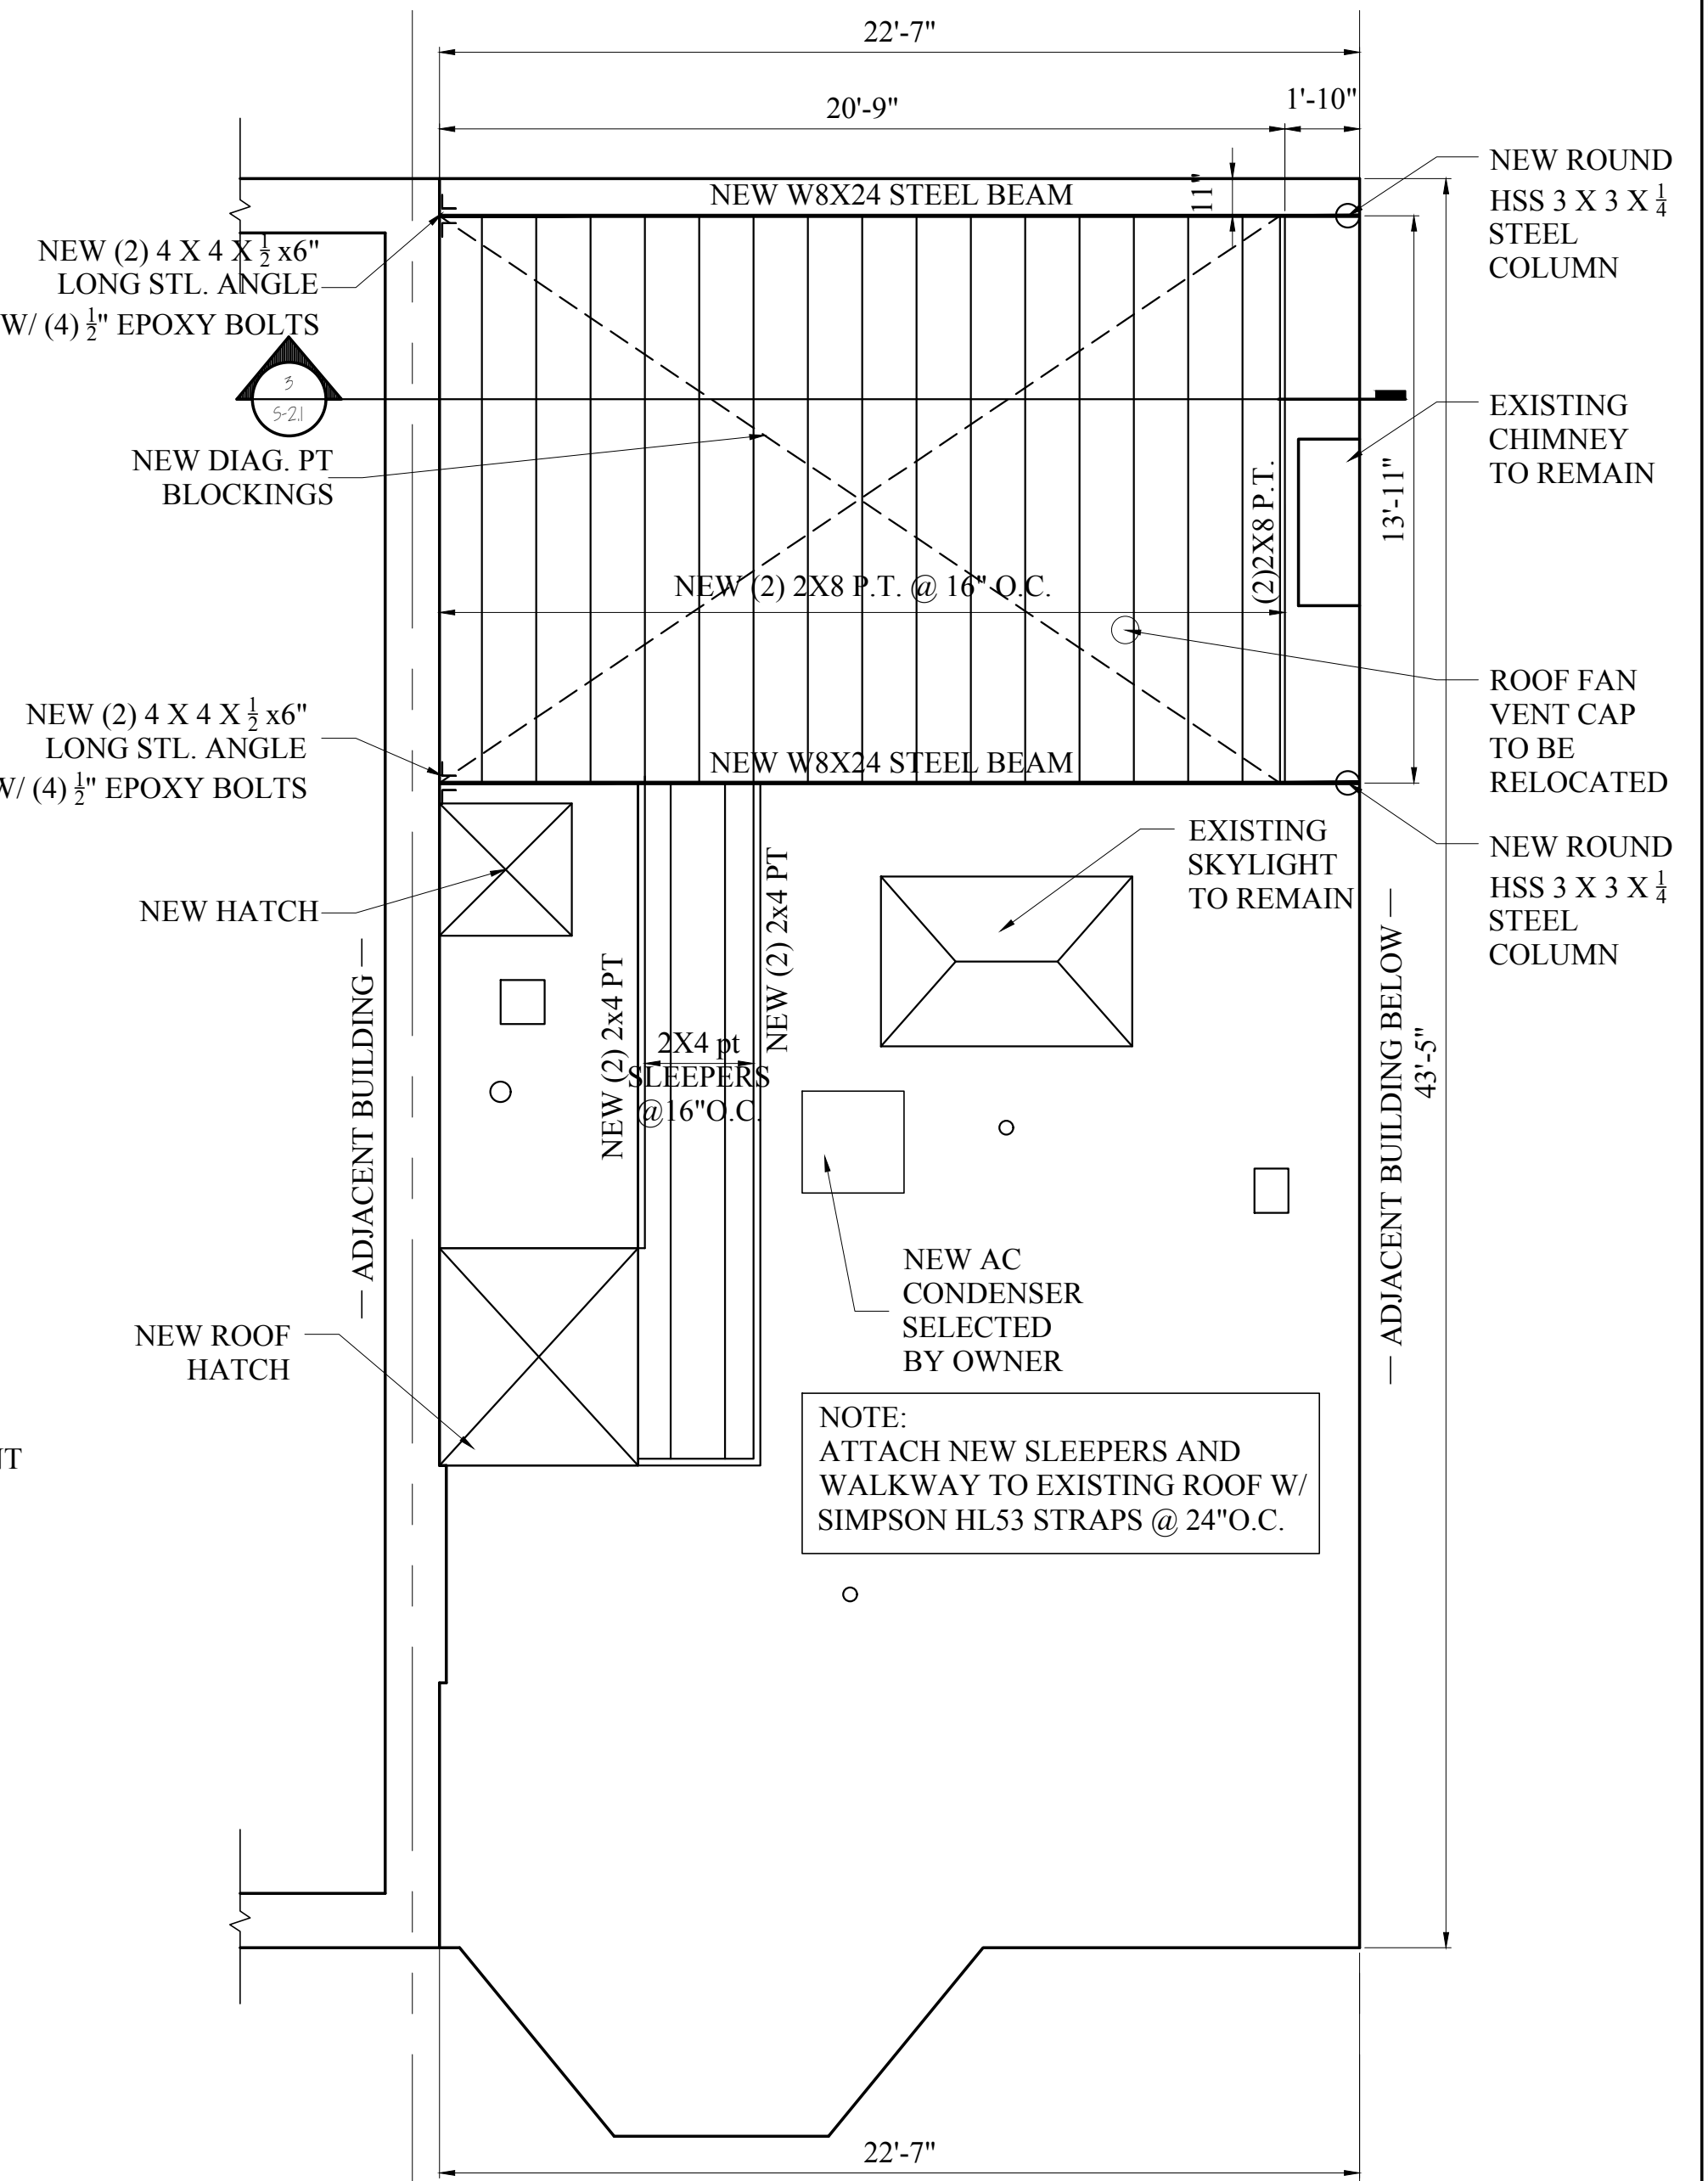 22'-7"
20'-9"
1'-10"
NEW W8X24 STEEL BEAM
11"
NEW ROUND
HSS 3 X 3 X 1/4
STEEL
COLUMN
NEW (2) 4 X 4 X 1/2 x6"
LONG STL. ANGLE
W/ (4) 1/2" EPOXY BOLTS
3
S-2.1
NEW DIAG. PT
BLOCKINGS
EXISTING
CHIMNEY
TO REMAIN
13'-11"
(2)2X8 P.T.
NEW (2) 2X8 P.T. @ 16" O.C.
ROOF FAN
VENT CAP
TO BE
RELOCATED
NEW (2) 4 X 4 X 1/2 x6"
LONG STL. ANGLE
W/ (4) 1/2" EPOXY BOLTS
NEW W8X24 STEEL BEAM
NEW ROUND
HSS 3 X 3 X 1/4
STEEL
COLUMN
EXISTING
SKYLIGHT
TO REMAIN
NEW HATCH
NEW (2) 2x4 PT
NEW (2) 2x4 PT
2X4 pt
SLEEPERS
@16"O.C.
— ADJACENT BUILDING —
— ADJACENT BUILDING BELOW —
43'-5"
NEW AC
CONDENSER
SELECTED
BY OWNER
NEW ROOF
HATCH
NOTE:
ATTACH NEW SLEEPERS AND
WALKWAY TO EXISTING ROOF W/
SIMPSON HL53 STRAPS @ 24"O.C.
22'-7"